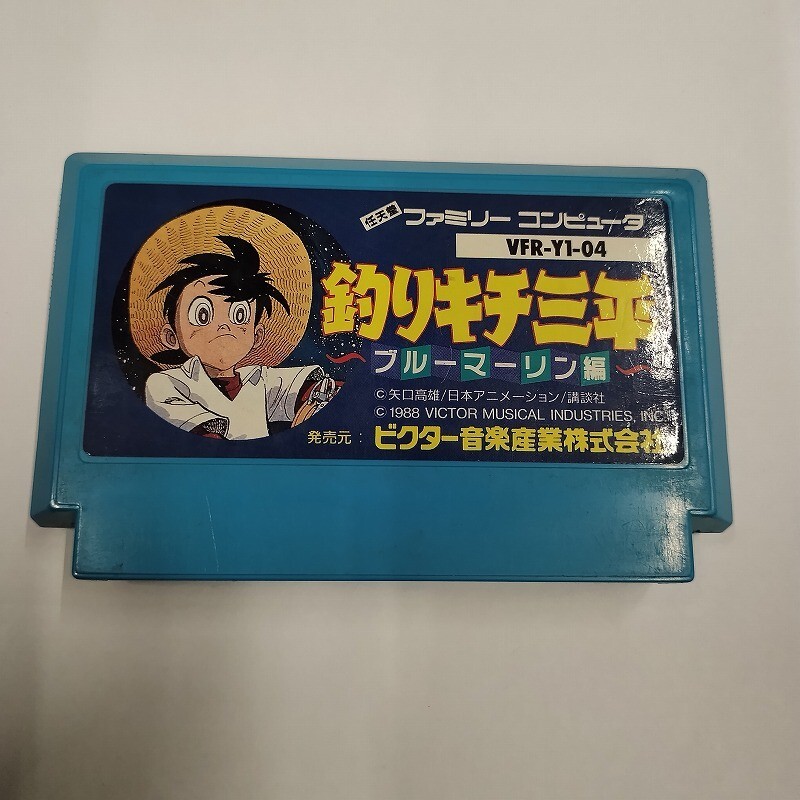 任天堂 ファミリー コンピュータ
VFR-Y1-04
釣りキチ三平
～ブルーマーリン編～
©矢口高雄/日本アニメーション/講談社
©1988 VICTOR MUSICAL INDUSTRIES, INC.
発売元：ビクター音楽産業株式会社